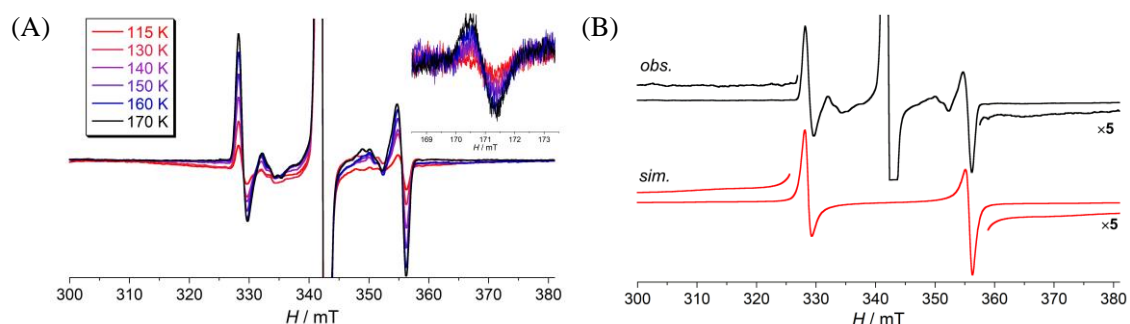 (A)
115 K
130 K
140 K
150 K
160 K
170 K
169 170 171 172 173
H / mT
300 310 320 330 340 350 360 370 380
H / mT
(B)
obs.
×5
sim.
×5
300 310 320 330 340 350 360 370 380
H / mT